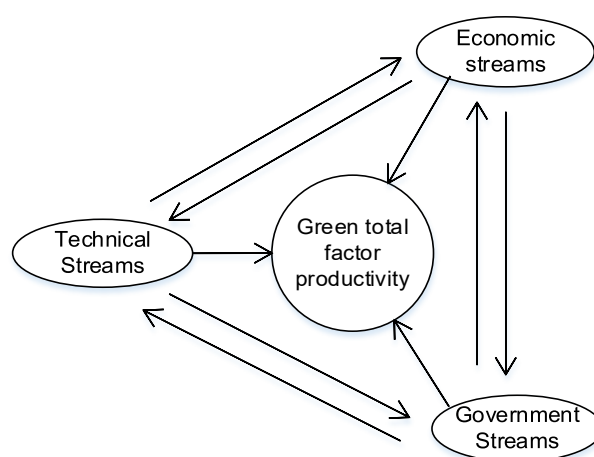 Economic
streams
Green total
factor
productivity
Technical
Streams
Government
Streams